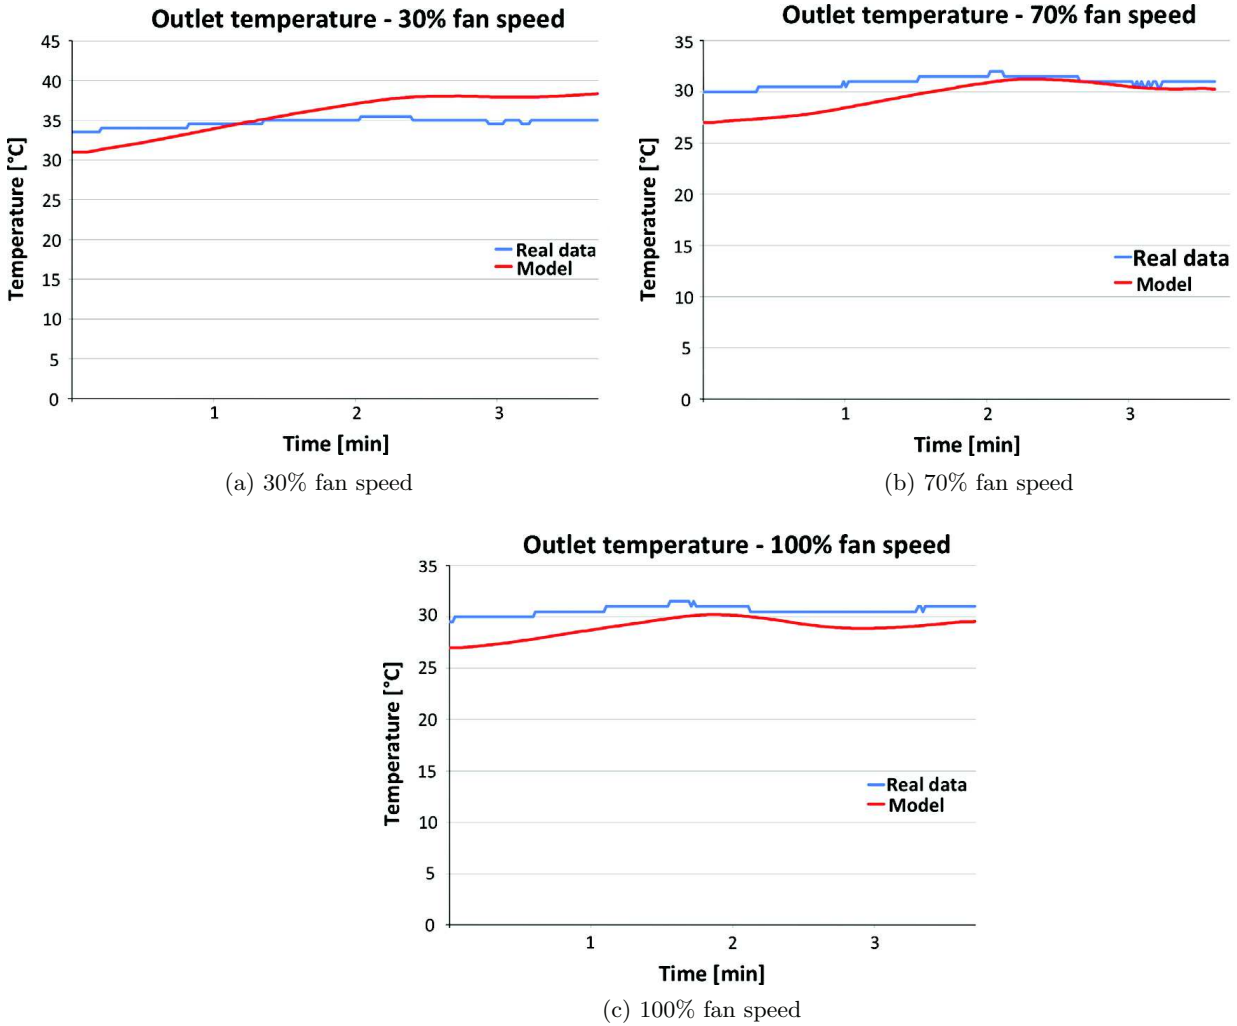 Outlet temperature - 30% fan speed
45
40
35
30
25
20
15
10
5
0
Temperature [°C]
1
2
3
Time [min]
Real data
Model
(a) 30% fan speed
Outlet temperature - 70% fan speed
35
30
25
20
15
10
5
0
Temperature [°C]
1
2
3
Time [min]
Real data
Model
(b) 70% fan speed
Outlet temperature - 100% fan speed
35
30
25
20
15
10
5
0
Temperature [°C]
1
2
3
Time [min]
Real data
Model
(c) 100% fan speed